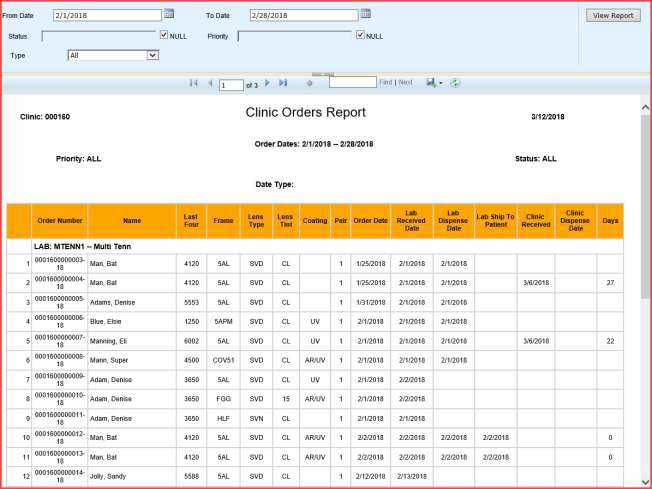 From Date 2/1/2018 To Date 2/28/2018 View Report
Status NULL Priority NULL
Type All
1 of 3 Find | Next
Clinic: 000160 Clinic Orders Report 3/12/2018
Order Dates: 2/1/2018 -- 2/28/2018
Priority: ALL Status: ALL
Date Type:
Order Number Name Last Four Frame Lens Type Lens Tint Coating Pair Order Date Lab Received Date Lab Dispense Date Lab Ship To Patient Clinic Received Clinic Dispense Date Days
LAB: MTENN1 -- Multi Tenn
1 0001600000003-18 Man, Bat 4120 5AL SVD CL 1 1/25/2018 2/1/2018 2/1/2018
2 0001600000004-18 Man, Bat 4120 5AL SVD CL 1 1/25/2018 2/1/2018 2/1/2018 3/6/2018 27
3 0001600000005-18 Adams, Denise 5553 5AL SVD CL 1 1/31/2018 2/1/2018 2/1/2018
4 0001600000006-18 Blue, Elsie 1250 5APM SVD CL UV 1 2/1/2018 2/1/2018 2/1/2018
5 0001600000007-18 Manning, Eli 6002 5AL SVD CL UV 1 2/1/2018 2/1/2018 2/1/2018 3/6/2018 22
6 0001600000008-18 Mann, Super 4500 COV51 SVD CL AR/UV 1 2/1/2018 2/1/2018 2/1/2018
7 0001600000009-18 Adam, Denise 3650 5AL SVD CL UV 1 2/1/2018 2/2/2018
8 0001600000010-18 Adam, Denise 3650 FGG SVD 15 AR/UV 1 2/1/2018 2/2/2018
9 0001600000011-18 Adam, Denise 3650 HLF SVN CL 1 2/1/2018 2/1/2018
10 0001600000012-18 Man, Bat 4120 5AL SVD CL AR/UV 1 2/2/2018 2/2/2018 2/2/2018 2/2/2018 0
11 0001600000013-18 Man, Bat 4120 5AL SVD CL AR/UV 1 2/2/2018 2/2/2018 2/2/2018 2/2/2018 0
12 0001600000014-18 Jolly, Sandy 5588 5AL SVD CL 1 2/12/2018 2/13/2018